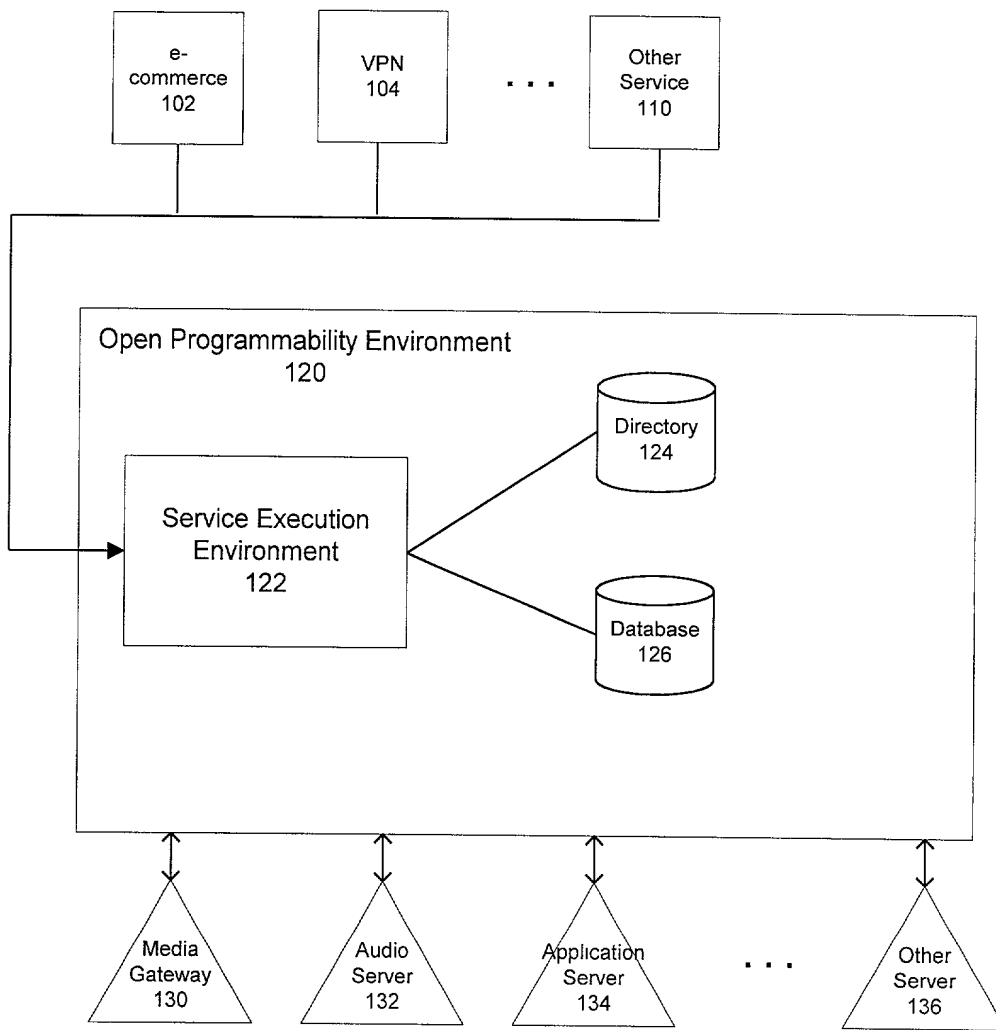 e-
commerce
102
VPN
104
. . .
Other
Service
110
Open Programmability Environment
120
Directory
124
Service Execution
Environment
122
Database
126
Media
Gateway
130
Audio
Server
132
Application
Server
134
. . .
Other
Server
136